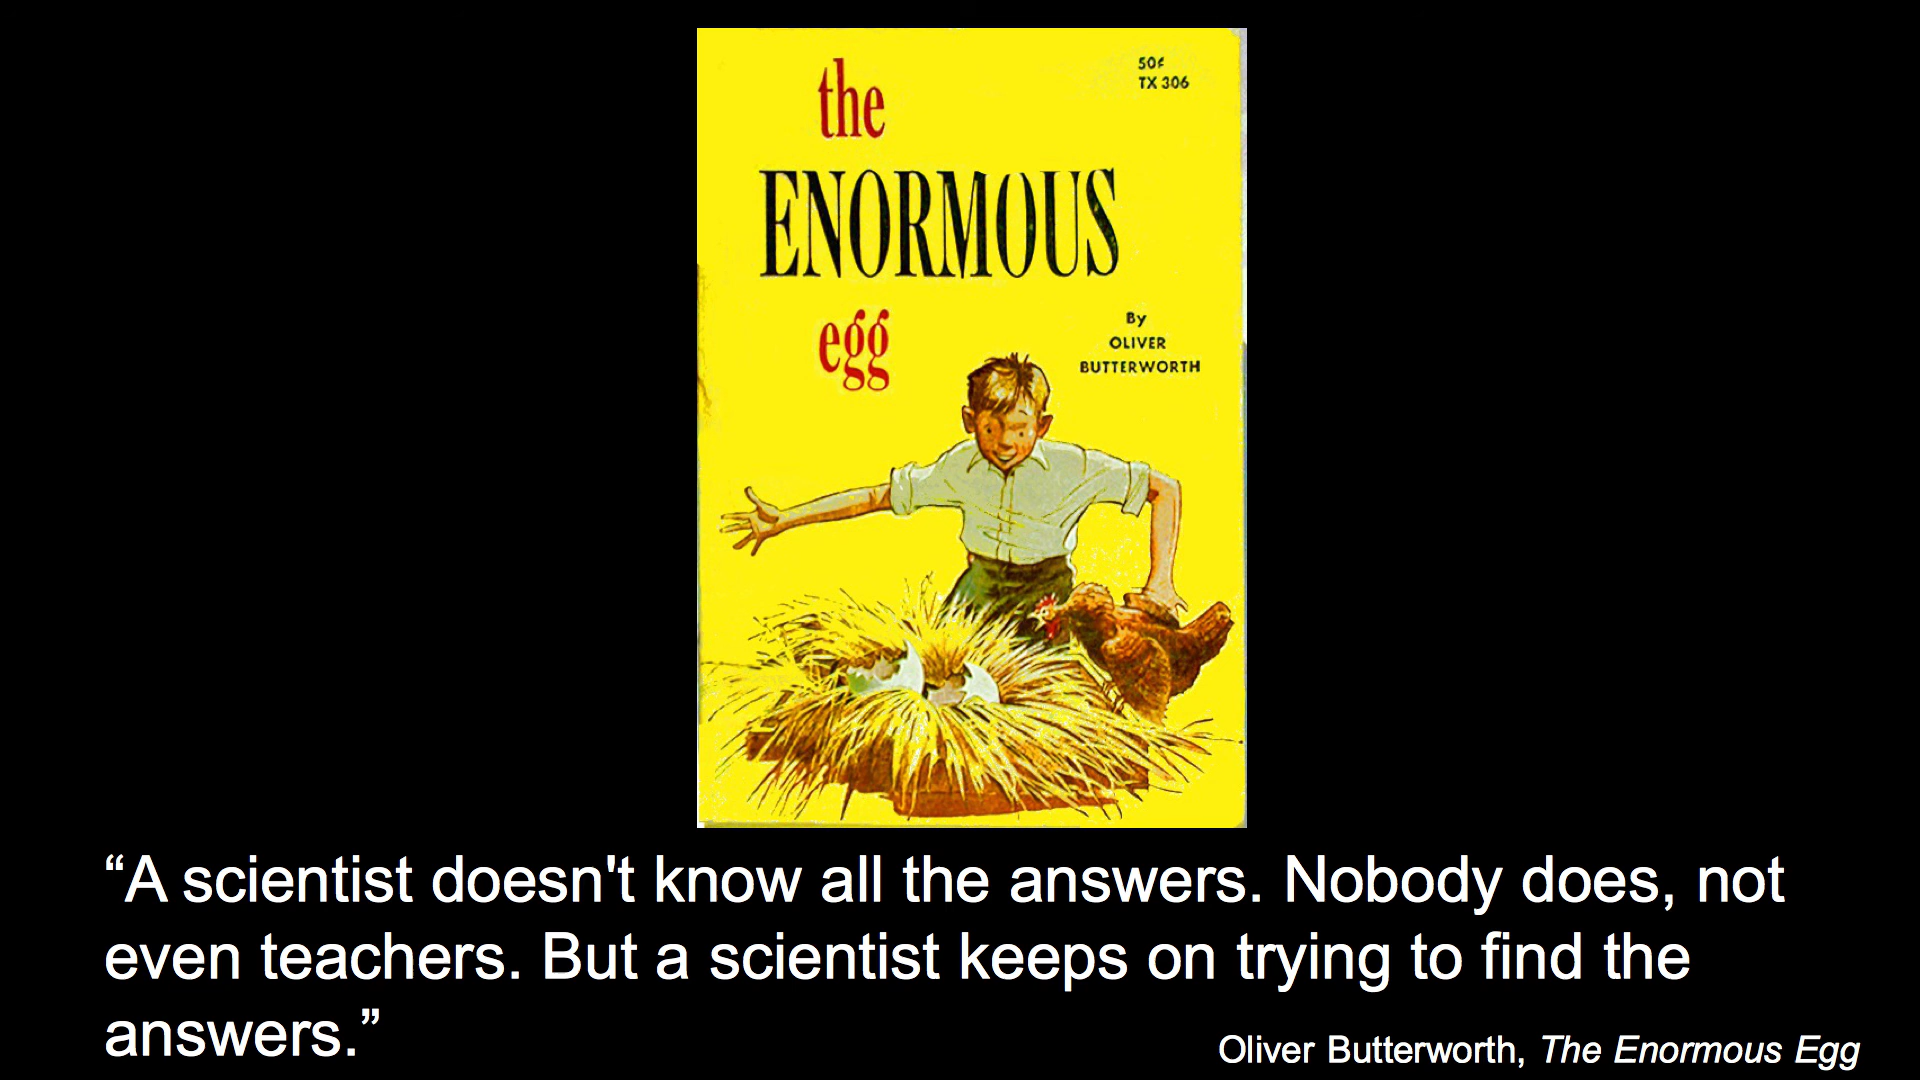 the
50¢
TX 306
ENORMOUS
egg
By
OLIVER
BUTTERWORTH
“A scientist doesn't know all the answers. Nobody does, not
even teachers. But a scientist keeps on trying to find the
answers.”
Oliver Butterworth, The Enormous Egg